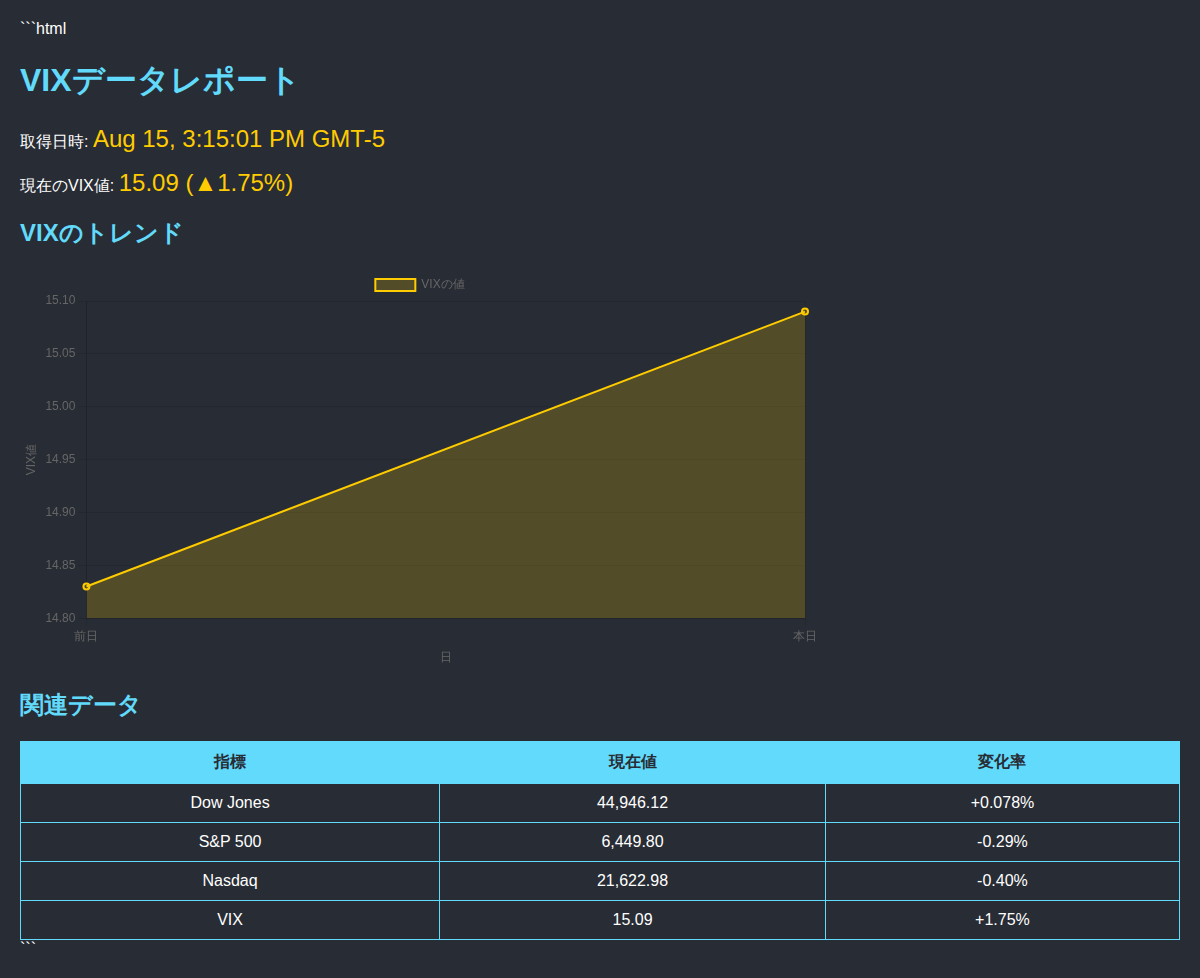 ```html
VIXデータレポート
取得日時: Aug 15, 3:15:01 PM GMT-5
現在のVIX値: 15.09 (▲1.75%)
VIXのトレンド
VIXの値
15.10
15.05
15.00
14.95
14.90
14.85
14.80
VIX値
前日 本日
日
関連データ
指標 現在値 変化率
Dow Jones 44,946.12 +0.078%
S&P 500 6,449.80 -0.29%
Nasdaq 21,622.98 -0.40%
VIX 15.09 +1.75%
```